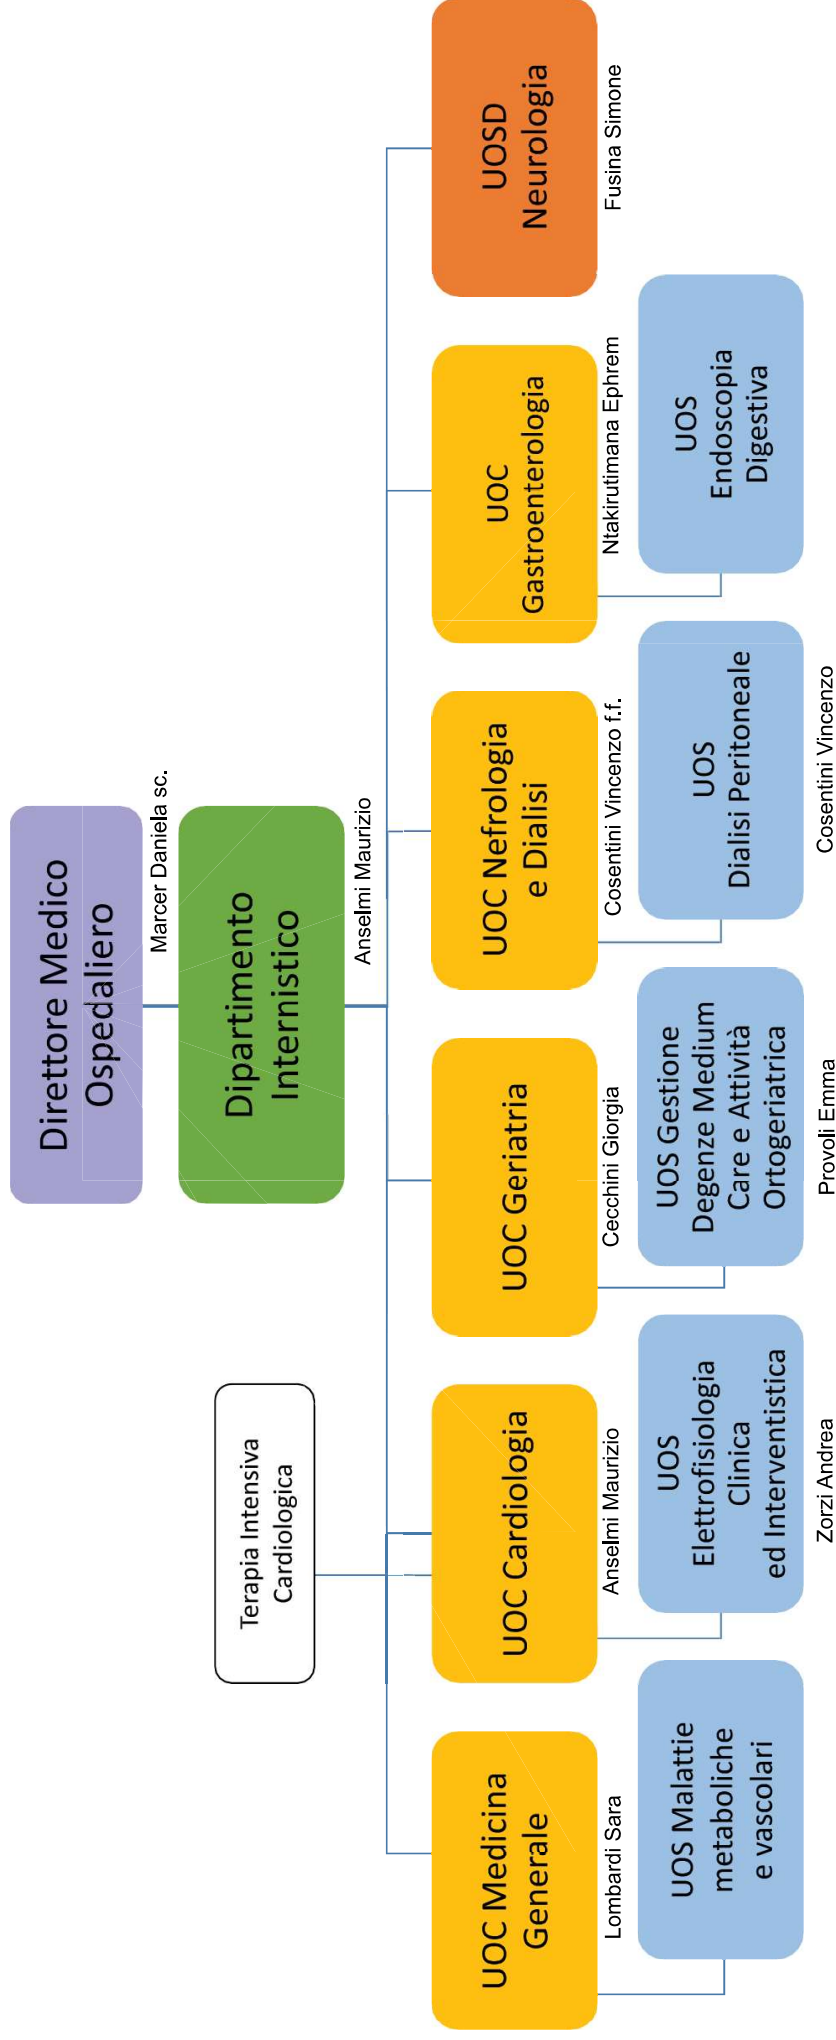 Direttore Medico
Ospedaliero
Marcer Daniela sc.
Dipartimento
Internistico
Anselmi Maurizio
Terapia Intensiva
Cardiologica
UOC Medicina
Generale
Lombardi Sara
UOS Malattie
metaboliche
e vascolari
UOC Cardiologia
Anselmi Maurizio
UOS
Elettrofisiologia
Clinica
ed Interventistica
Zorzi Andrea
UOC Geriatria
Cecchini Giorgia
UOS Gestione
Degenze Medium
Care e Attività
Ortogeriatrica
Provoli Emma
UOC Nefrologia
e Dialisi
Cosentini Vincenzo f.f.
UOS
Dialisi Peritoneale
Cosentini Vincenzo
UOC
Gastroenterologia
Ntakirutimana Ephrem
UOS
Endoscopia
Digestiva
UOSD
Neurologia
Fusina Simone